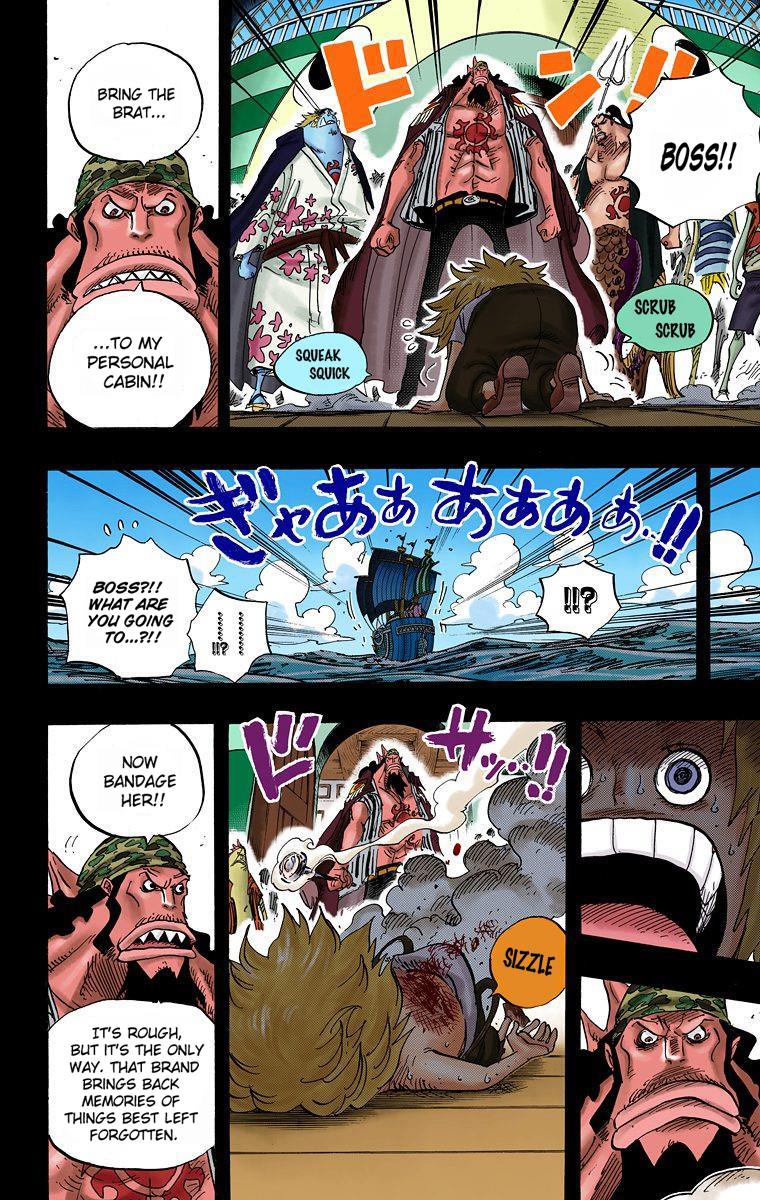 BOSS!!
ドン!!
SCRUB
SCRUB
SQUEAK
SQUICK
BRING THE
BRAT...
...TO MY
PERSONAL
CABIN!!
ぎゃあぁあぁあぁ...!!
!!?
!!?
BOSS?!!
WHAT ARE
YOU GOING
TO...?!!
ドサッ...!!
SIZZLE
NOW
BANDAGE
HER!!
IT'S ROUGH,
BUT IT'S THE ONLY
WAY. THAT BRAND
BRINGS BACK
MEMORIES OF
THINGS BEST LEFT
FORGOTTEN.